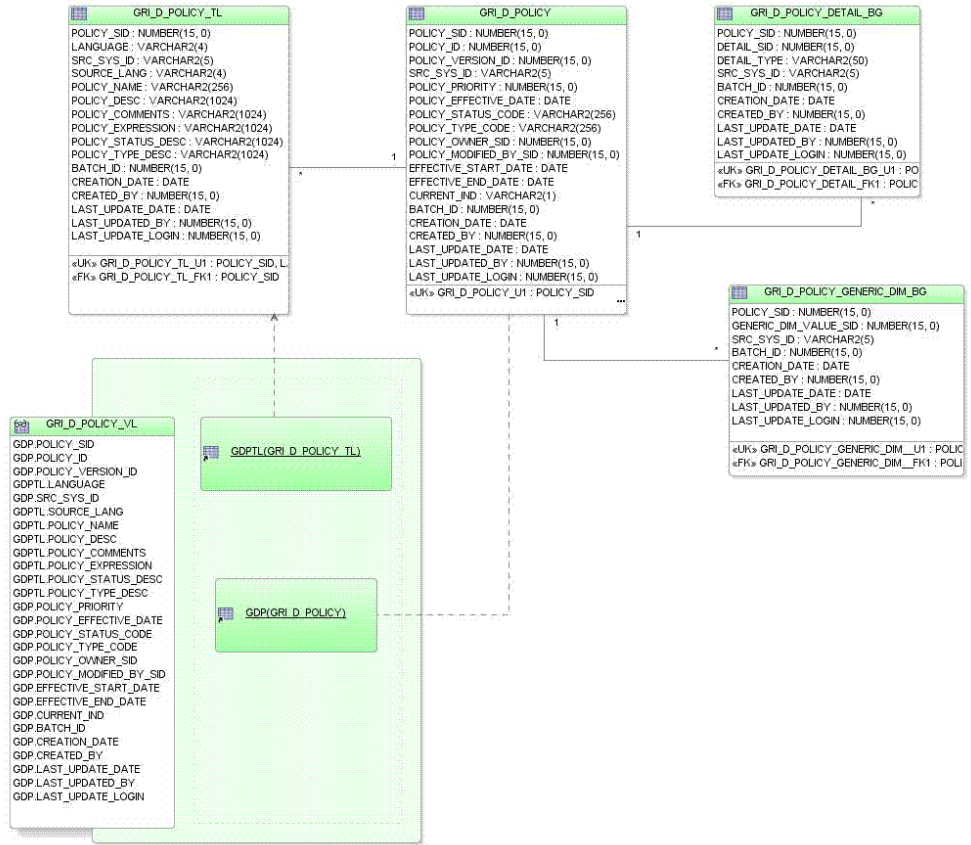 GRI_D_POLICY_TL
POLICY_SID : NUMBER(15, 0)
LANGUAGE : VARCHAR2(4)
SRC_SYS_ID : VARCHAR2(5)
SOURCE_LANG : VARCHAR2(4)
POLICY_NAME : VARCHAR2(256)
POLICY_DESC : VARCHAR2(1024)
POLICY_COMMENTS : VARCHAR2(1024)
POLICY_EXPRESSION : VARCHAR2(1024)
POLICY_STATUS_DESC : VARCHAR2(1024)
POLICY_TYPE_DESC : VARCHAR2(1024)
BATCH_ID : NUMBER(15, 0)
CREATION_DATE : DATE
CREATED_BY : NUMBER(15, 0)
LAST_UPDATE_DATE : DATE
LAST_UPDATED_BY : NUMBER(15, 0)
LAST_UPDATE_LOGIN : NUMBER(15, 0)
«UK» GRI_D_POLICY_TL_U1 : POLICY_SID, L.
«FK» GRI_D_POLICY_TL_FK1 : POLICY_SID
1
*
GRI_D_POLICY
POLICY_SID : NUMBER(15, 0)
POLICY_ID : NUMBER(15, 0)
POLICY_VERSION_ID : NUMBER(15, 0)
SRC_SYS_ID : VARCHAR2(5)
POLICY_PRIORITY : NUMBER(15, 0)
POLICY_EFFECTIVE_DATE : DATE
POLICY_STATUS_CODE : VARCHAR2(256)
POLICY_TYPE_CODE : VARCHAR2(256)
POLICY_OWNER_SID : NUMBER(15, 0)
POLICY_MODIFIED_BY_SID : NUMBER(15, 0)
EFFECTIVE_START_DATE : DATE
EFFECTIVE_END_DATE : DATE
CURRENT_IND : VARCHAR2(1)
BATCH_ID : NUMBER(15, 0)
CREATION_DATE : DATE
CREATED_BY : NUMBER(15, 0)
LAST_UPDATE_DATE : DATE
LAST_UPDATED_BY : NUMBER(15, 0)
LAST_UPDATE_LOGIN : NUMBER(15, 0)
«UK» GRI_D_POLICY_U1 : POLICY_SID
...
GRI_D_POLICY_DETAIL_BG
POLICY_SID : NUMBER(15, 0)
DETAIL_SID : NUMBER(15, 0)
DETAIL_TYPE : VARCHAR2(50)
SRC_SYS_ID : VARCHAR2(5)
BATCH_ID : NUMBER(15, 0)
CREATION_DATE : DATE
CREATED_BY : NUMBER(15, 0)
LAST_UPDATE_DATE : DATE
LAST_UPDATED_BY : NUMBER(15, 0)
LAST_UPDATE_LOGIN : NUMBER(15, 0)
«UK» GRI_D_POLICY_DETAIL_BG_U1 : PO
«FK» GRI_D_POLICY_DETAIL_FK1 : POLIC
*
1
1
*
GRI_D_POLICY_GENERIC_DIM_BG
POLICY_SID : NUMBER(15, 0)
GENERIC_DIM_VALUE_SID : NUMBER(15, 0)
SRC_SYS_ID : VARCHAR2(5)
BATCH_ID : NUMBER(15, 0)
CREATION_DATE : DATE
CREATED_BY : NUMBER(15, 0)
LAST_UPDATE_DATE : DATE
LAST_UPDATED_BY : NUMBER(15, 0)
LAST_UPDATE_LOGIN : NUMBER(15, 0)
«UK» GRI_D_POLICY_GENERIC_DIM__U1 : POLIC
«FK» GRI_D_POLICY_GENERIC_DIM__FK1 : POLI
GRI_D_POLICY_VL
GDP.POLICY_SID
GDP.POLICY_ID
GDP.POLICY_VERSION_ID
GDPTL.LANGUAGE
GDP.SRC_SYS_ID
GDPTL.SOURCE_LANG
GDPTL.POLICY_NAME
GDPTL.POLICY_DESC
GDPTL.POLICY_COMMENTS
GDPTL.POLICY_EXPRESSION
GDPTL.POLICY_STATUS_DESC
GDPTL.POLICY_TYPE_DESC
GDP.POLICY_PRIORITY
GDP.POLICY_EFFECTIVE_DATE
GDP.POLICY_STATUS_CODE
GDP.POLICY_TYPE_CODE
GDP.POLICY_OWNER_SID
GDP.POLICY_MODIFIED_BY_SID
GDP.EFFECTIVE_START_DATE
GDP.EFFECTIVE_END_DATE
GDP.CURRENT_IND
GDP.BATCH_ID
GDP.CREATION_DATE
GDP.CREATED_BY
GDP.LAST_UPDATE_DATE
GDP.LAST_UPDATED_BY
GDP.LAST_UPDATE_LOGIN
GDPTL(GRI_D_POLICY_TL)
GDP(GRI_D_POLICY)